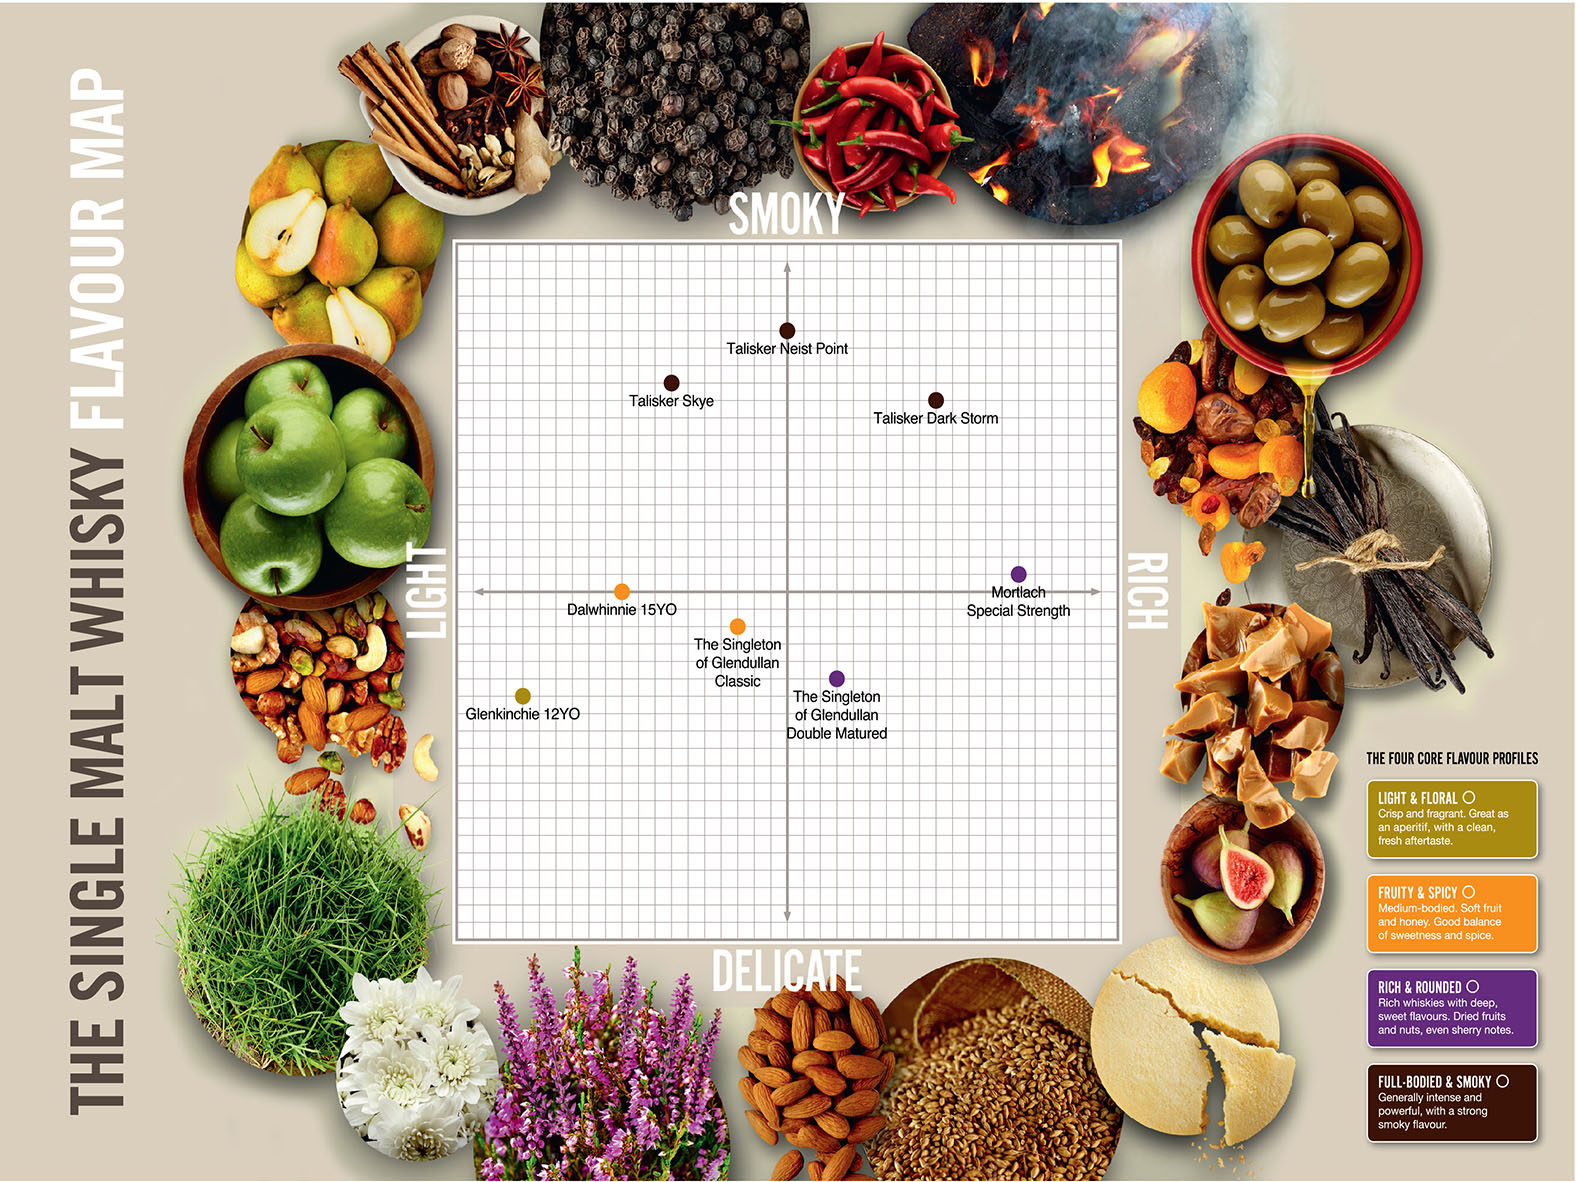 THE SINGLE MALT WHISKY FLAVOUR MAP
SMOKY
Talisker Neist Point
Talisker Skye
Talisker Dark Storm
LIGHT
RICH
Dalwhinnie 15YO
Mortlach
Special Strength
The Singleton
of Glendullan
Classic
The Singleton
of Glendullan
Double Matured
Glenkinchie 12YO
DELICATE
THE FOUR CORE FLAVOUR PROFILES
LIGHT & FLORAL
Crisp and fragrant. Great as
an aperitif, with a clean,
fresh aftertaste.
FRUITY & SPICY
Medium-bodied. Soft fruit
and honey. Good balance
of sweetness and spice.
RICH & ROUNDED
Rich whiskies with deep,
sweet flavours. Dried fruits
and nuts, even sherry notes.
FULL-BODIED & SMOKY
Generally intense and
powerful, with a strong
smoky flavour.